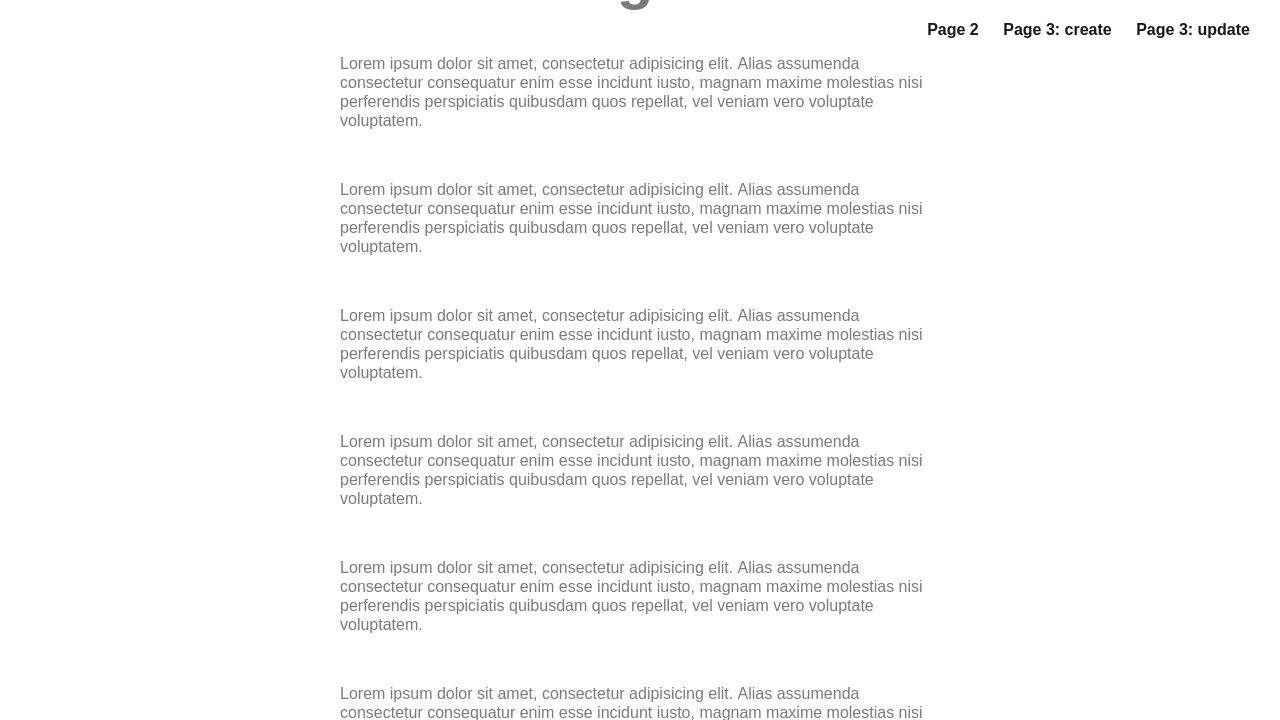 Page 2 Page 3: create Page 3: update
Lorem ipsum dolor sit amet, consectetur adipisicing elit. Alias assumenda
consectetur consequatur enim esse incidunt iusto, magnam maxime molestias nisi
perferendis perspiciatis quibusdam quos repellat, vel veniam vero voluptate
voluptatem.
Lorem ipsum dolor sit amet, consectetur adipisicing elit. Alias assumenda
consectetur consequatur enim esse incidunt iusto, magnam maxime molestias nisi
perferendis perspiciatis quibusdam quos repellat, vel veniam vero voluptate
voluptatem.
Lorem ipsum dolor sit amet, consectetur adipisicing elit. Alias assumenda
consectetur consequatur enim esse incidunt iusto, magnam maxime molestias nisi
perferendis perspiciatis quibusdam quos repellat, vel veniam vero voluptate
voluptatem.
Lorem ipsum dolor sit amet, consectetur adipisicing elit. Alias assumenda
consectetur consequatur enim esse incidunt iusto, magnam maxime molestias nisi
perferendis perspiciatis quibusdam quos repellat, vel veniam vero voluptate
voluptatem.
Lorem ipsum dolor sit amet, consectetur adipisicing elit. Alias assumenda
consectetur consequatur enim esse incidunt iusto, magnam maxime molestias nisi
perferendis perspiciatis quibusdam quos repellat, vel veniam vero voluptate
voluptatem.
Lorem ipsum dolor sit amet, consectetur adipisicing elit. Alias assumenda
consectetur consequatur enim esse incidunt iusto, magnam maxime molestias nisi